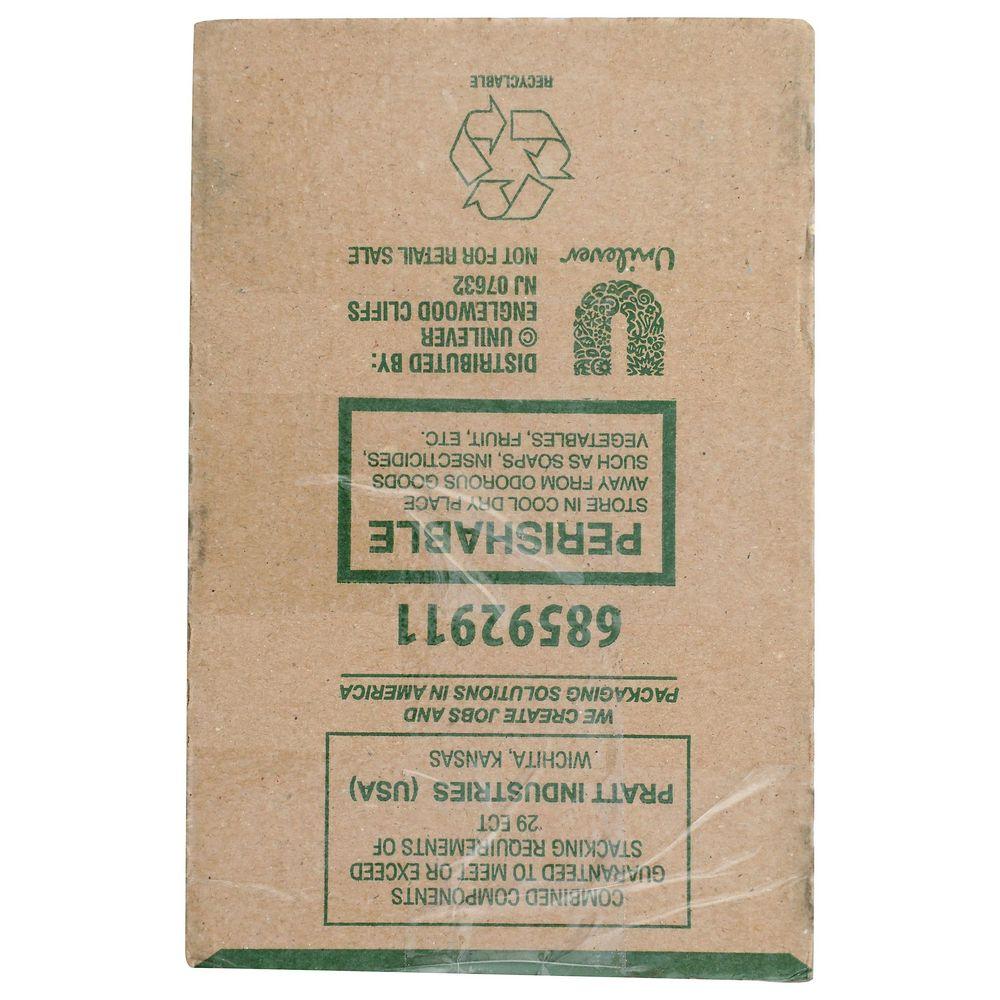 COMBINED COMPONENTS
GUARANTEED TO MEET OR EXCEED
STACKING REQUIREMENTS OF
29 ECT
PRATT INDUSTRIES (USA)
WICHITA, KANSAS
WE CREATE JOBS AND
PACKAGING SOLUTIONS IN AMERICA
68592911
PERISHABLE
STORE IN COOL DRY PLACE
AWAY FROM ODOROUS GOODS
SUCH AS SOAPS, INSECTICIDES,
VEGETABLES, FRUIT, ETC.
DISTRIBUTED BY:
© UNILEVER
ENGLEWOOD CLIFFS
NJ 07632
NOT FOR RETAIL SALE
Unilever
RECYCLABLE